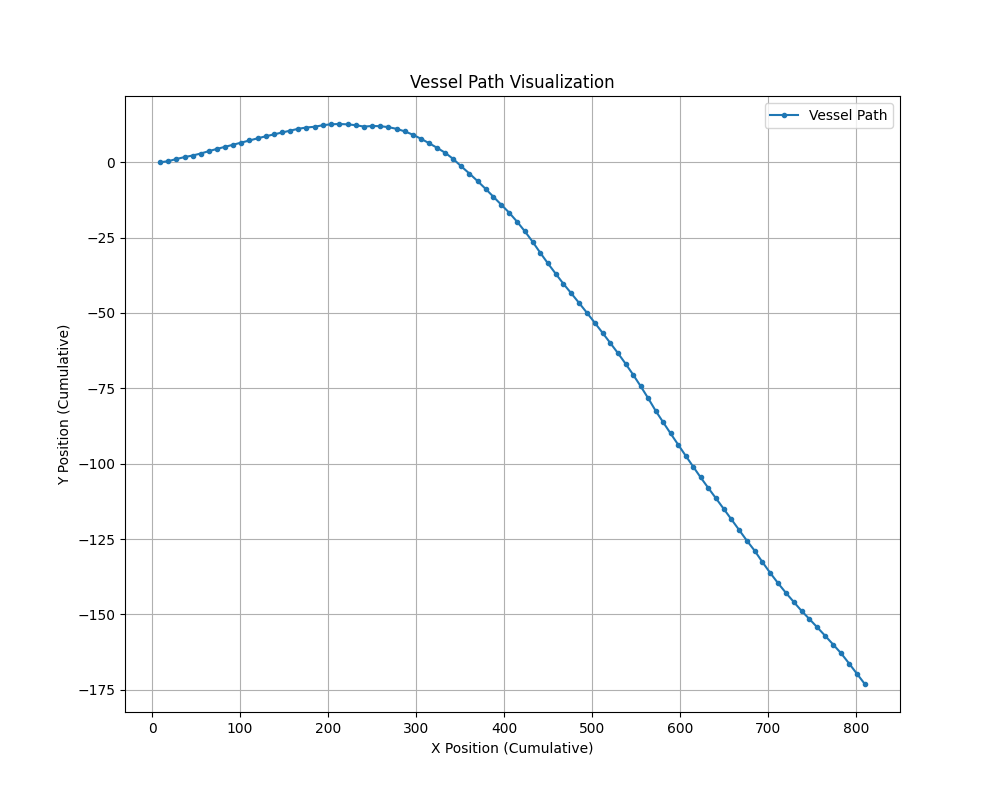 Vessel Path Visualization
Vessel Path
Y Position (Cumulative)
0
−25
−50
−75
−100
−125
−150
−175
0 100 200 300 400 500 600 700 800
X Position (Cumulative)